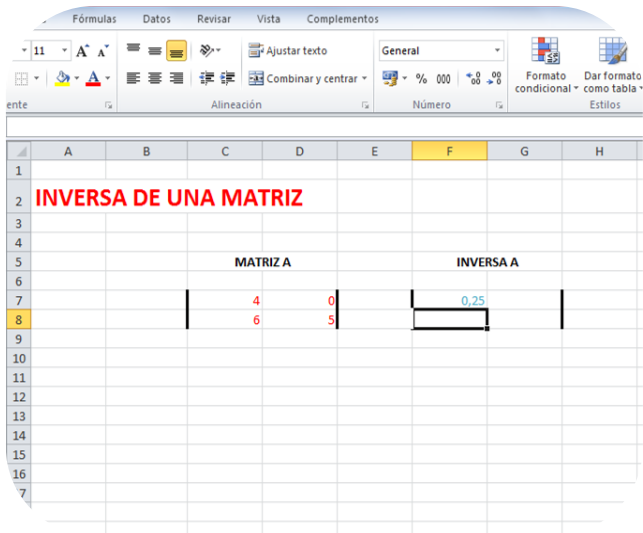 Fórmulas Datos Revisar Vista Complementos
11 A A Ajustar texto General Formato condicional Dar formato como tabla
A Combinar y centrar % 000
ente Alineación Número Estilos
A B C D E F G H
1
2 INVERSA DE UNA MATRIZ
3
4
5 MATRIZ A INVERSA A
6
7 4 0 0,25
8 6 5
9
10
11
12
13
14
15
16
7